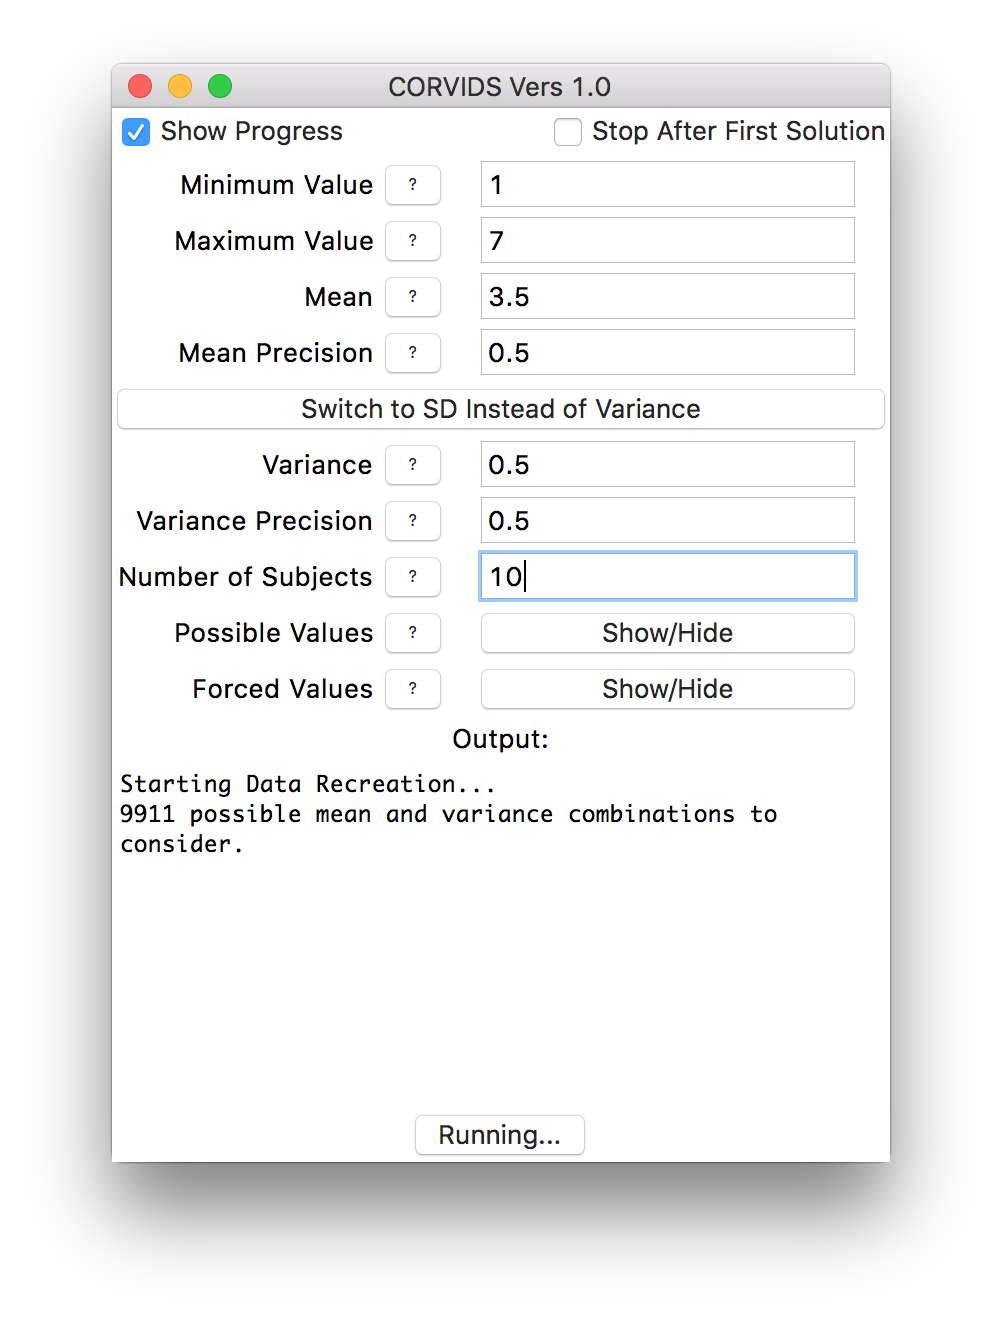 CORVIDS Vers 1.0
Show Progress Stop After First Solution
Minimum Value ? 1
Maximum Value ? 7
Mean ? 3.5
Mean Precision ? 0.5
Switch to SD Instead of Variance
Variance ? 0.5
Variance Precision ? 0.5
Number of Subjects ? 10
Possible Values ? Show/Hide
Forced Values ? Show/Hide
Output:
Starting Data Recreation...
9911 possible mean and variance combinations to
consider.
Running...